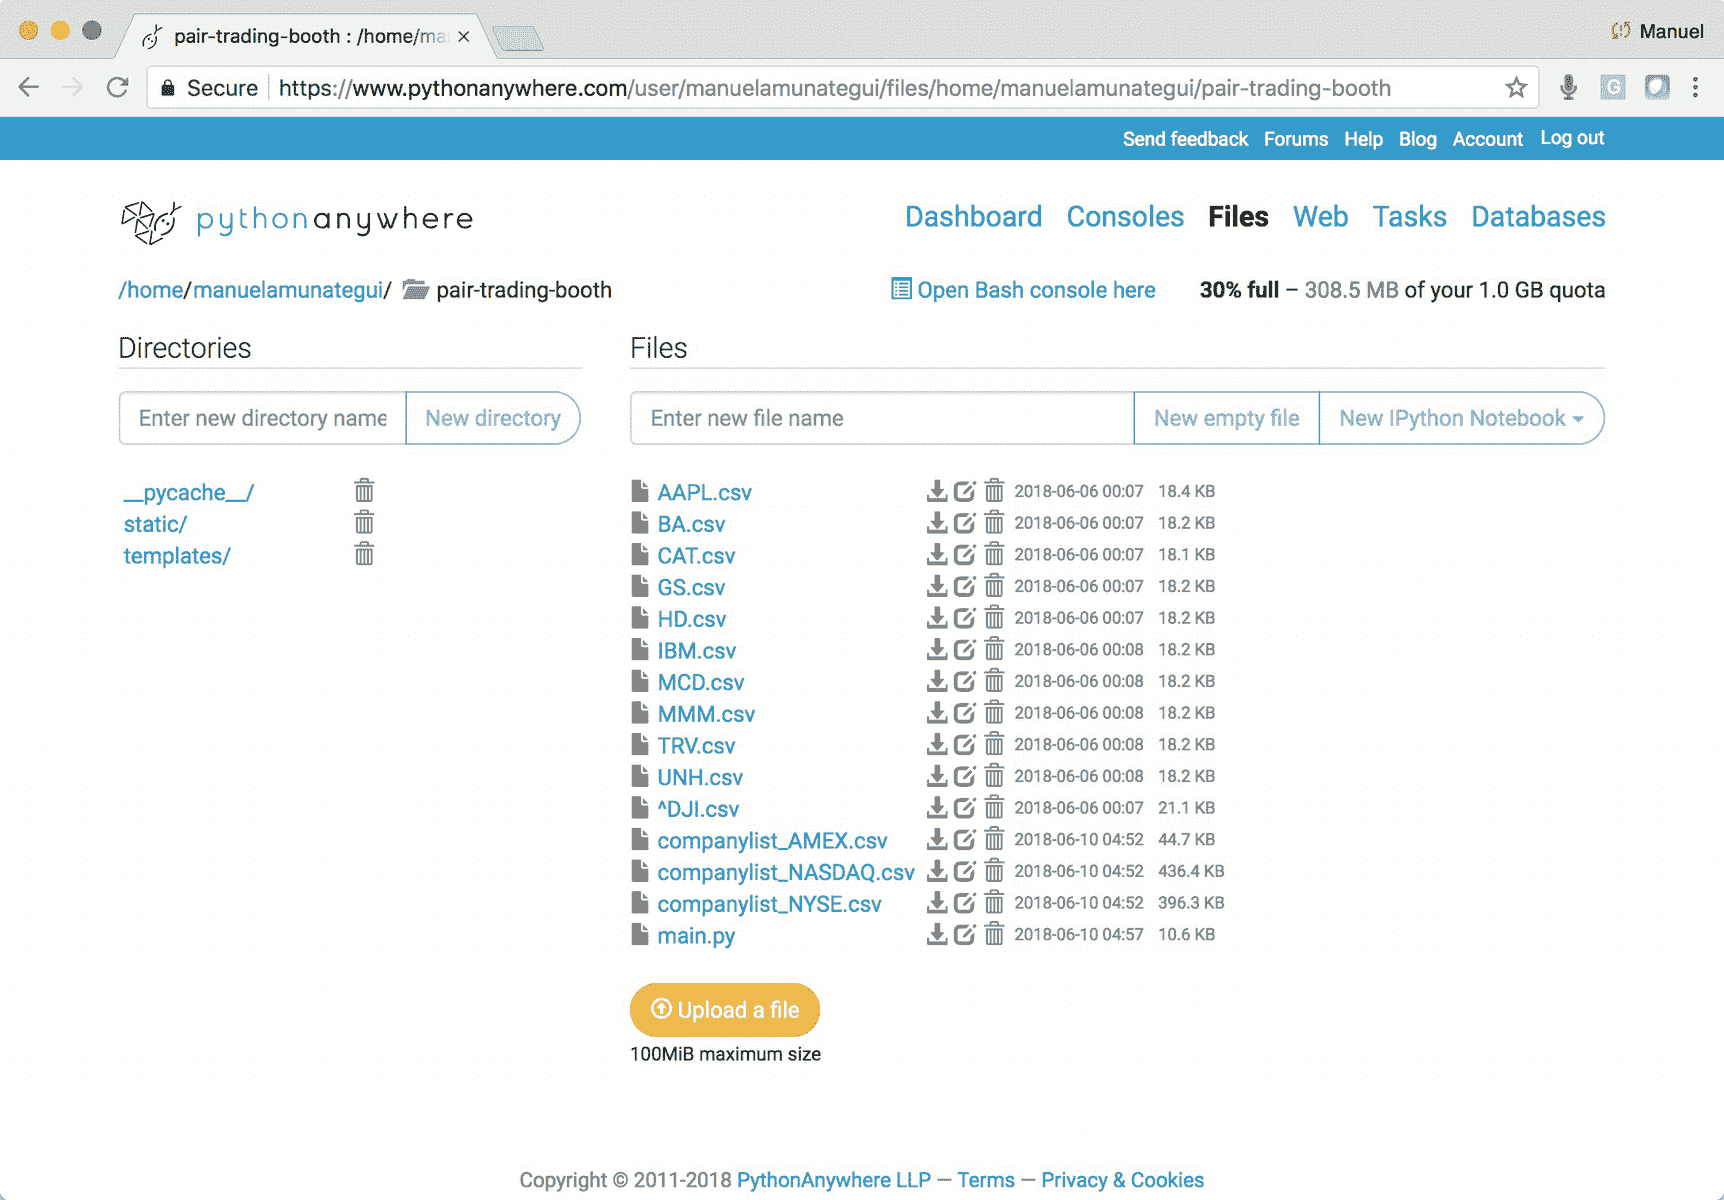 pair-trading-booth : /home/ma
Manuel
Secure https://www.pythonanywhere.com/user/manuelamunategui/files/home/manuelamunategui/pair-trading-booth
G
Send feedback Forums Help Blog Account Log out
pythonanywhere
Dashboard Consoles Files Web Tasks Databases
/home/manuelamunategui/ pair-trading-booth
Open Bash console here 30% full – 308.5 MB of your 1.0 GB quota
Directories
Enter new directory name New directory
__pycache__/
static/
templates/
Files
Enter new file name New empty file New IPython Notebook
AAPL.csv 2018-06-06 00:07 18.4 KB
BA.csv 2018-06-06 00:07 18.2 KB
CAT.csv 2018-06-06 00:07 18.1 KB
GS.csv 2018-06-06 00:07 18.2 KB
HD.csv 2018-06-06 00:07 18.2 KB
IBM.csv 2018-06-06 00:08 18.2 KB
MCD.csv 2018-06-06 00:08 18.2 KB
MMM.csv 2018-06-06 00:08 18.2 KB
TRV.csv 2018-06-06 00:08 18.2 KB
UNH.csv 2018-06-06 00:08 18.2 KB
^DJI.csv 2018-06-06 00:07 21.1 KB
companylist_AMEX.csv 2018-06-10 04:52 44.7 KB
companylist_NASDAQ.csv 2018-06-10 04:52 436.4 KB
companylist_NYSE.csv 2018-06-10 04:52 396.3 KB
main.py 2018-06-10 04:57 10.6 KB
Upload a file
100MiB maximum size
Copyright © 2011-2018 PythonAnywhere LLP — Terms — Privacy & Cookies